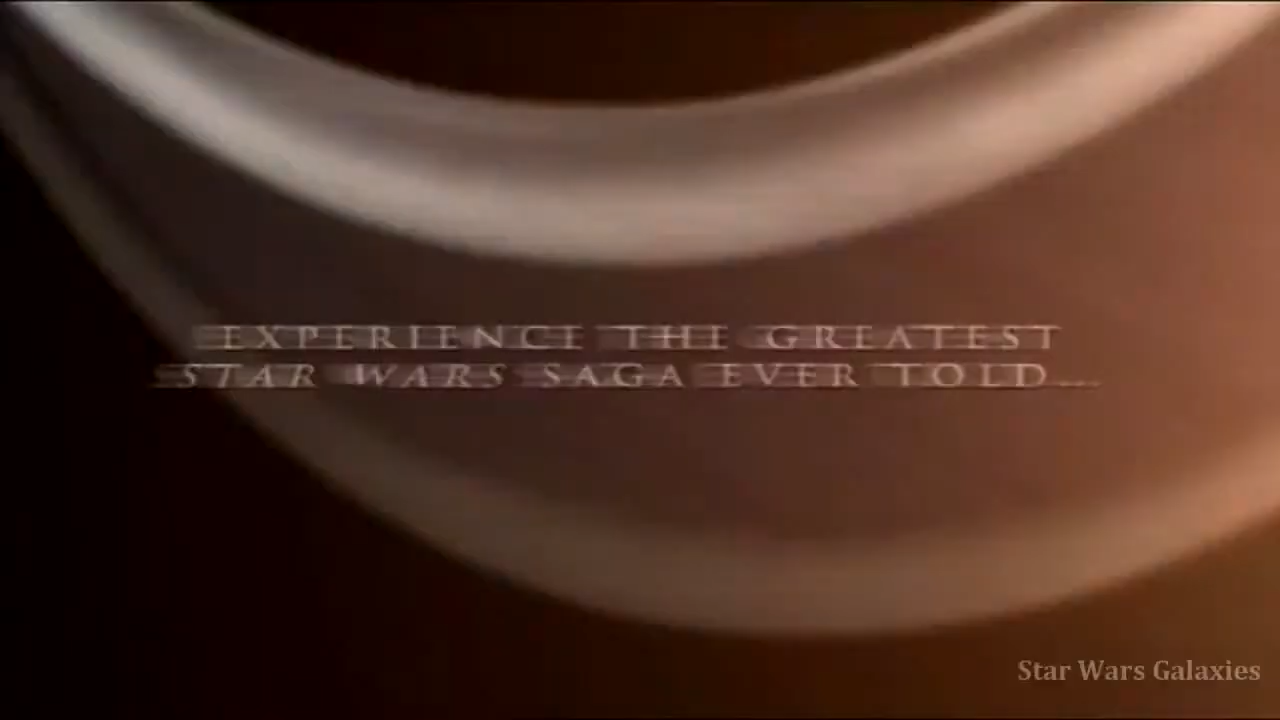 EXPERIENCE THE GREATEST
STAR WARS SAGA EVER TOLD...
Star Wars Galaxies